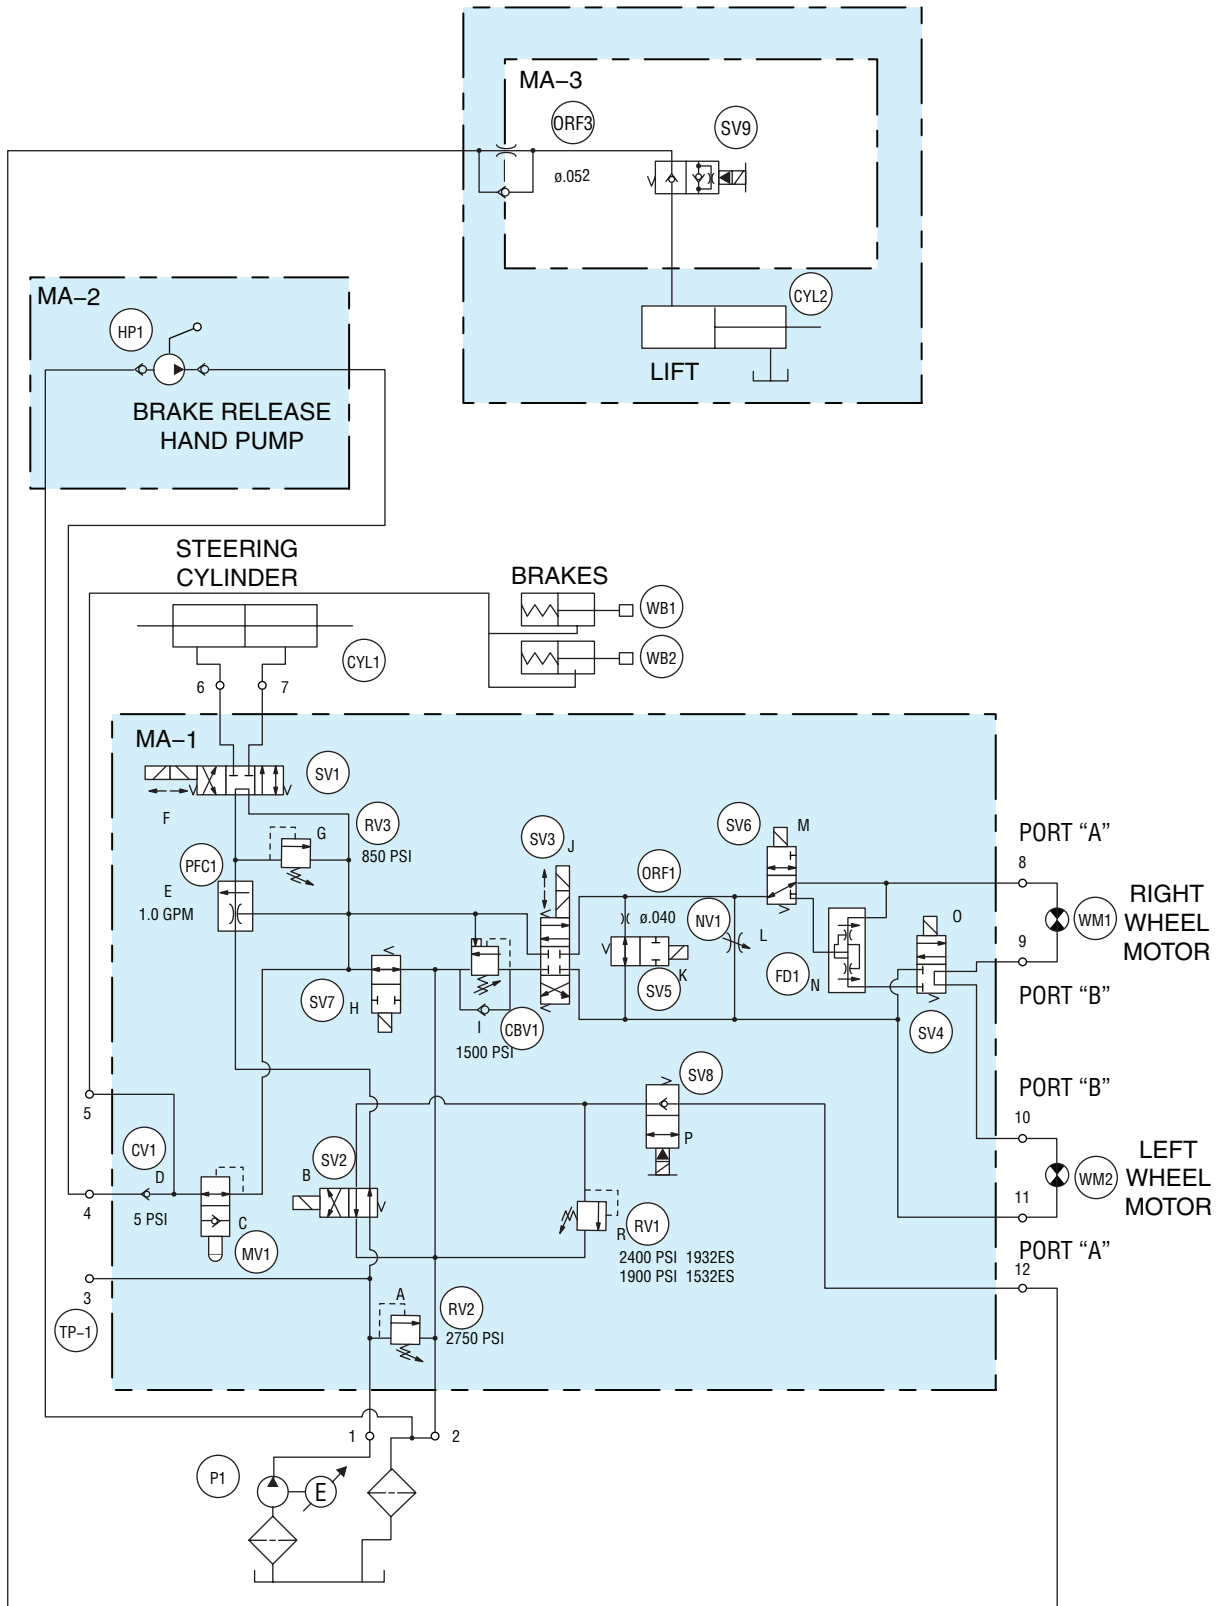 MA–3
ORF3
SV9
ø.052
CYL2
LIFT
MA–2
HP1
BRAKE RELEASE
HAND PUMP
STEERING
CYLINDER
BRAKES
WB1
WB2
CYL1
6
7
MA–1
SV1
F
G
RV3
850 PSI
PFC1
E
1.0 GPM
SV3
J
SV6
M
ORF1
ø.040
NV1
L
K
SV5
FD1
N
O
SV4
PORT “A”
8
RIGHT
WHEEL
MOTOR
WM1
9
PORT “B”
SV7
H
I
CBV1
1500 PSI
SV8
P
PORT “B”
10
LEFT
WHEEL
MOTOR
WM2
11
PORT “A”
12
5
CV1
D
5 PSI
4
SV2
B
C
MV1
R
RV1
2400 PSI 1932ES
1900 PSI 1532ES
3
TP–1
A
RV2
2750 PSI
1
2
P1
E